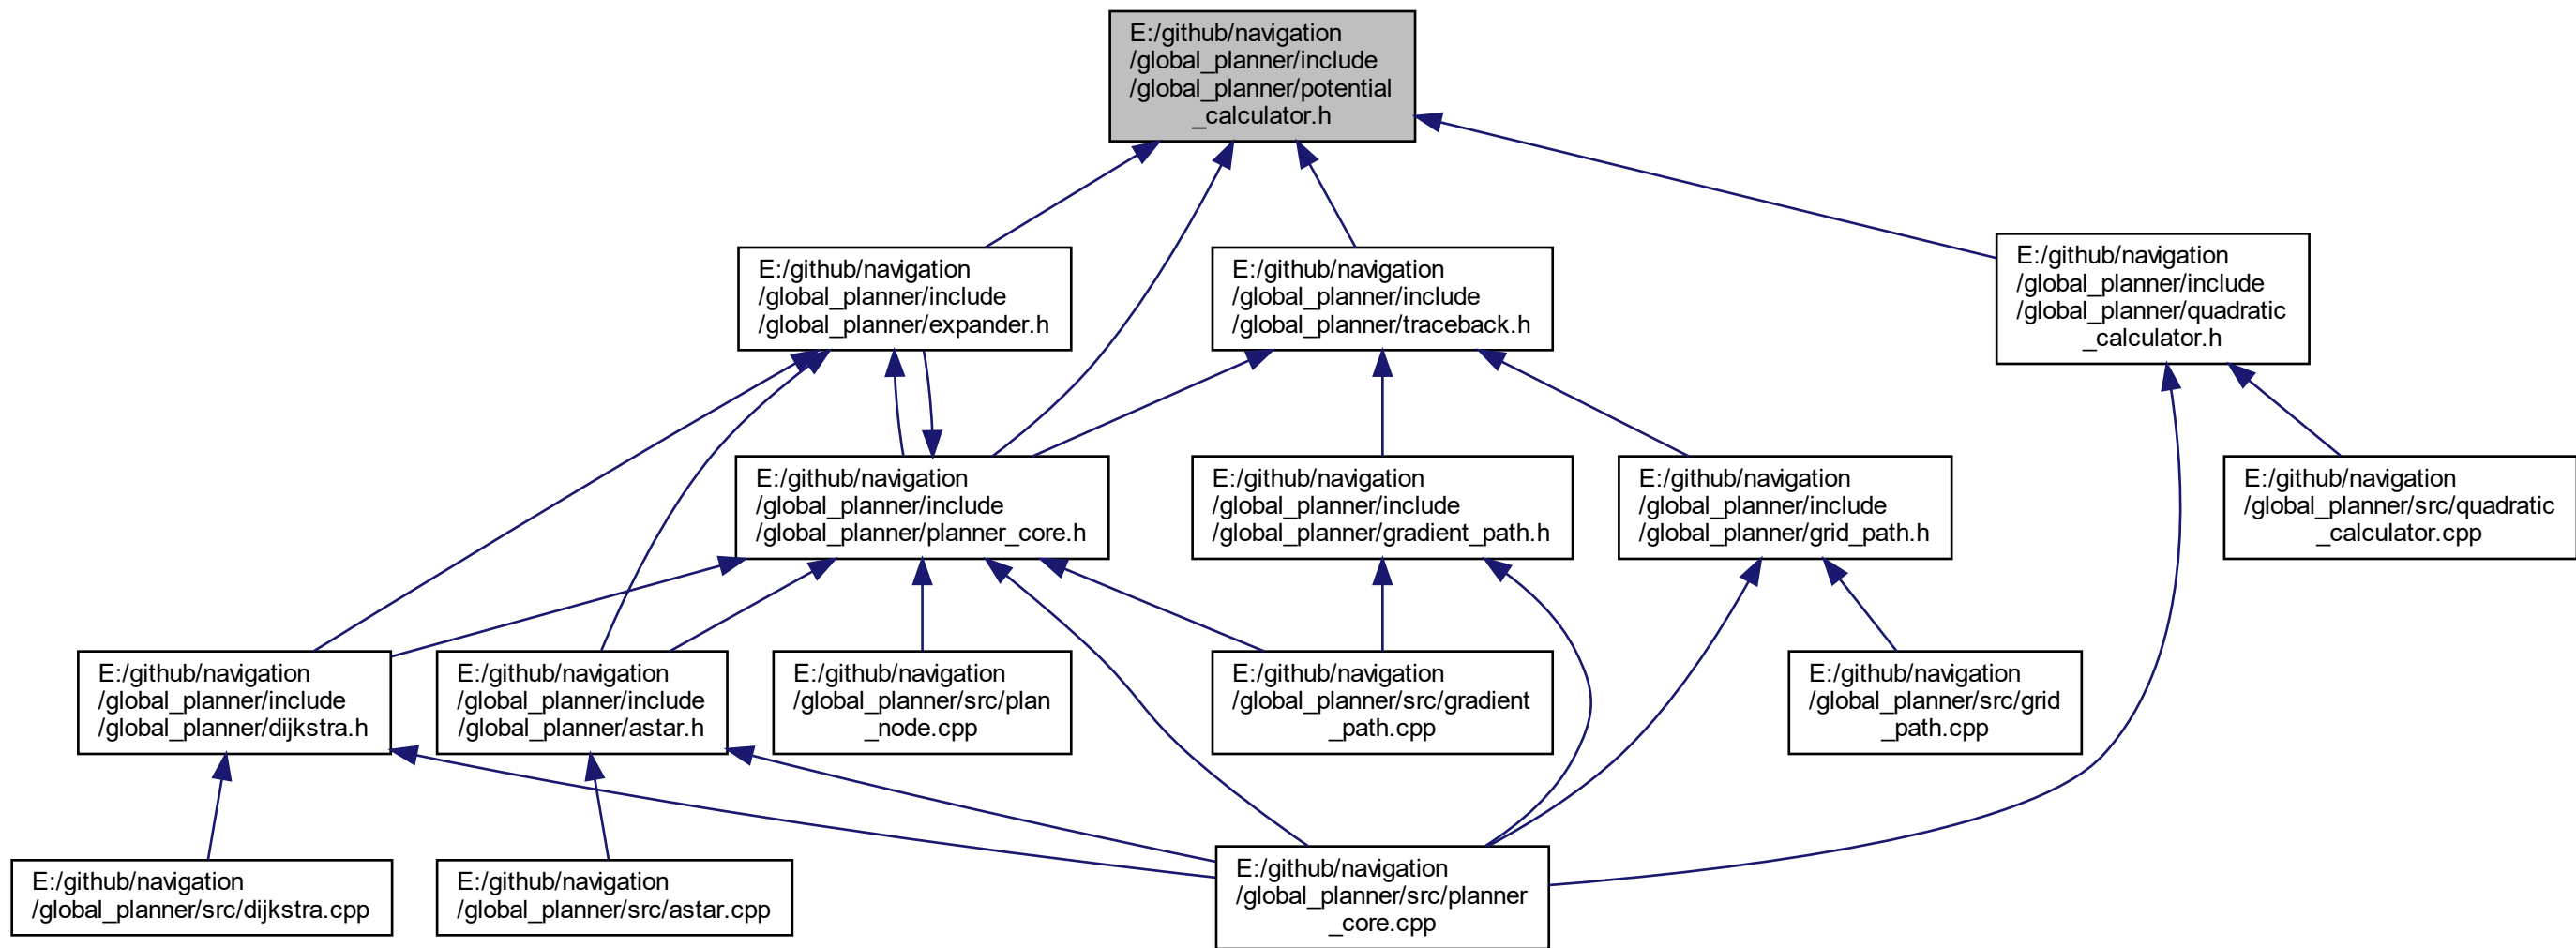 E:/github/navigation
/global_planner/include
/global_planner/potential
_calculator.h
E:/github/navigation
/global_planner/include
/global_planner/expander.h
E:/github/navigation
/global_planner/include
/global_planner/traceback.h
E:/github/navigation
/global_planner/include
/global_planner/quadratic
_calculator.h
E:/github/navigation
/global_planner/include
/global_planner/planner_core.h
E:/github/navigation
/global_planner/include
/global_planner/gradient_path.h
E:/github/navigation
/global_planner/include
/global_planner/grid_path.h
E:/github/navigation
/global_planner/src/quadratic
_calculator.cpp
E:/github/navigation
/global_planner/include
/global_planner/dijkstra.h
E:/github/navigation
/global_planner/include
/global_planner/astar.h
E:/github/navigation
/global_planner/src/plan
_node.cpp
E:/github/navigation
/global_planner/src/gradient
_path.cpp
E:/github/navigation
/global_planner/src/grid
_path.cpp
E:/github/navigation
/global_planner/src/dijkstra.cpp
E:/github/navigation
/global_planner/src/astar.cpp
E:/github/navigation
/global_planner/src/planner
_core.cpp